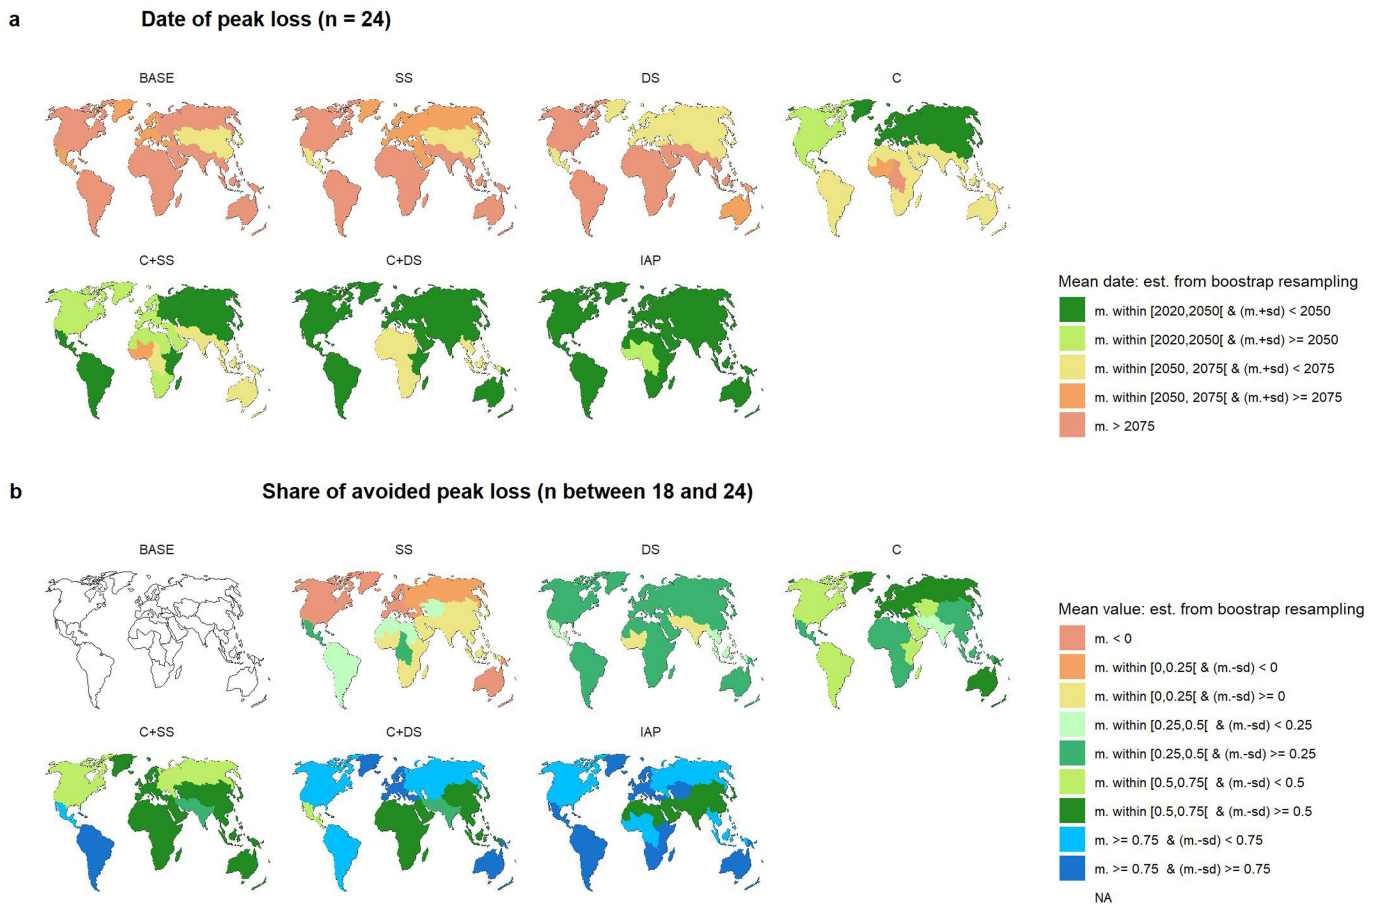 a
Date of peak loss (n = 24)
BASE
SS
DS
C
C+SS
C+DS
IAP
Mean date: est. from boostrap resampling
m. within [2020,2050[ & (m.+sd) < 2050
m. within [2020,2050[ & (m.+sd) >= 2050
m. within [2050, 2075[ & (m.+sd) < 2075
m. within [2050, 2075[ & (m.+sd) >= 2075
m. > 2075
b
Share of avoided peak loss (n between 18 and 24)
BASE
SS
DS
C
C+SS
C+DS
IAP
Mean value: est. from boostrap resampling
m. < 0
m. within [0,0.25[ & (m.-sd) < 0
m. within [0,0.25[ & (m.-sd) >= 0
m. within [0.25,0.5[  & (m.-sd) < 0.25
m. within [0.25,0.5[ & (m.-sd) >= 0.25
m. within [0.5,0.75[  & (m.-sd) < 0.5
m. within [0.5,0.75[  & (m.-sd) >= 0.5
m. >= 0.75  & (m.-sd) < 0.75
m. >= 0.75  & (m.-sd) >= 0.75
NA